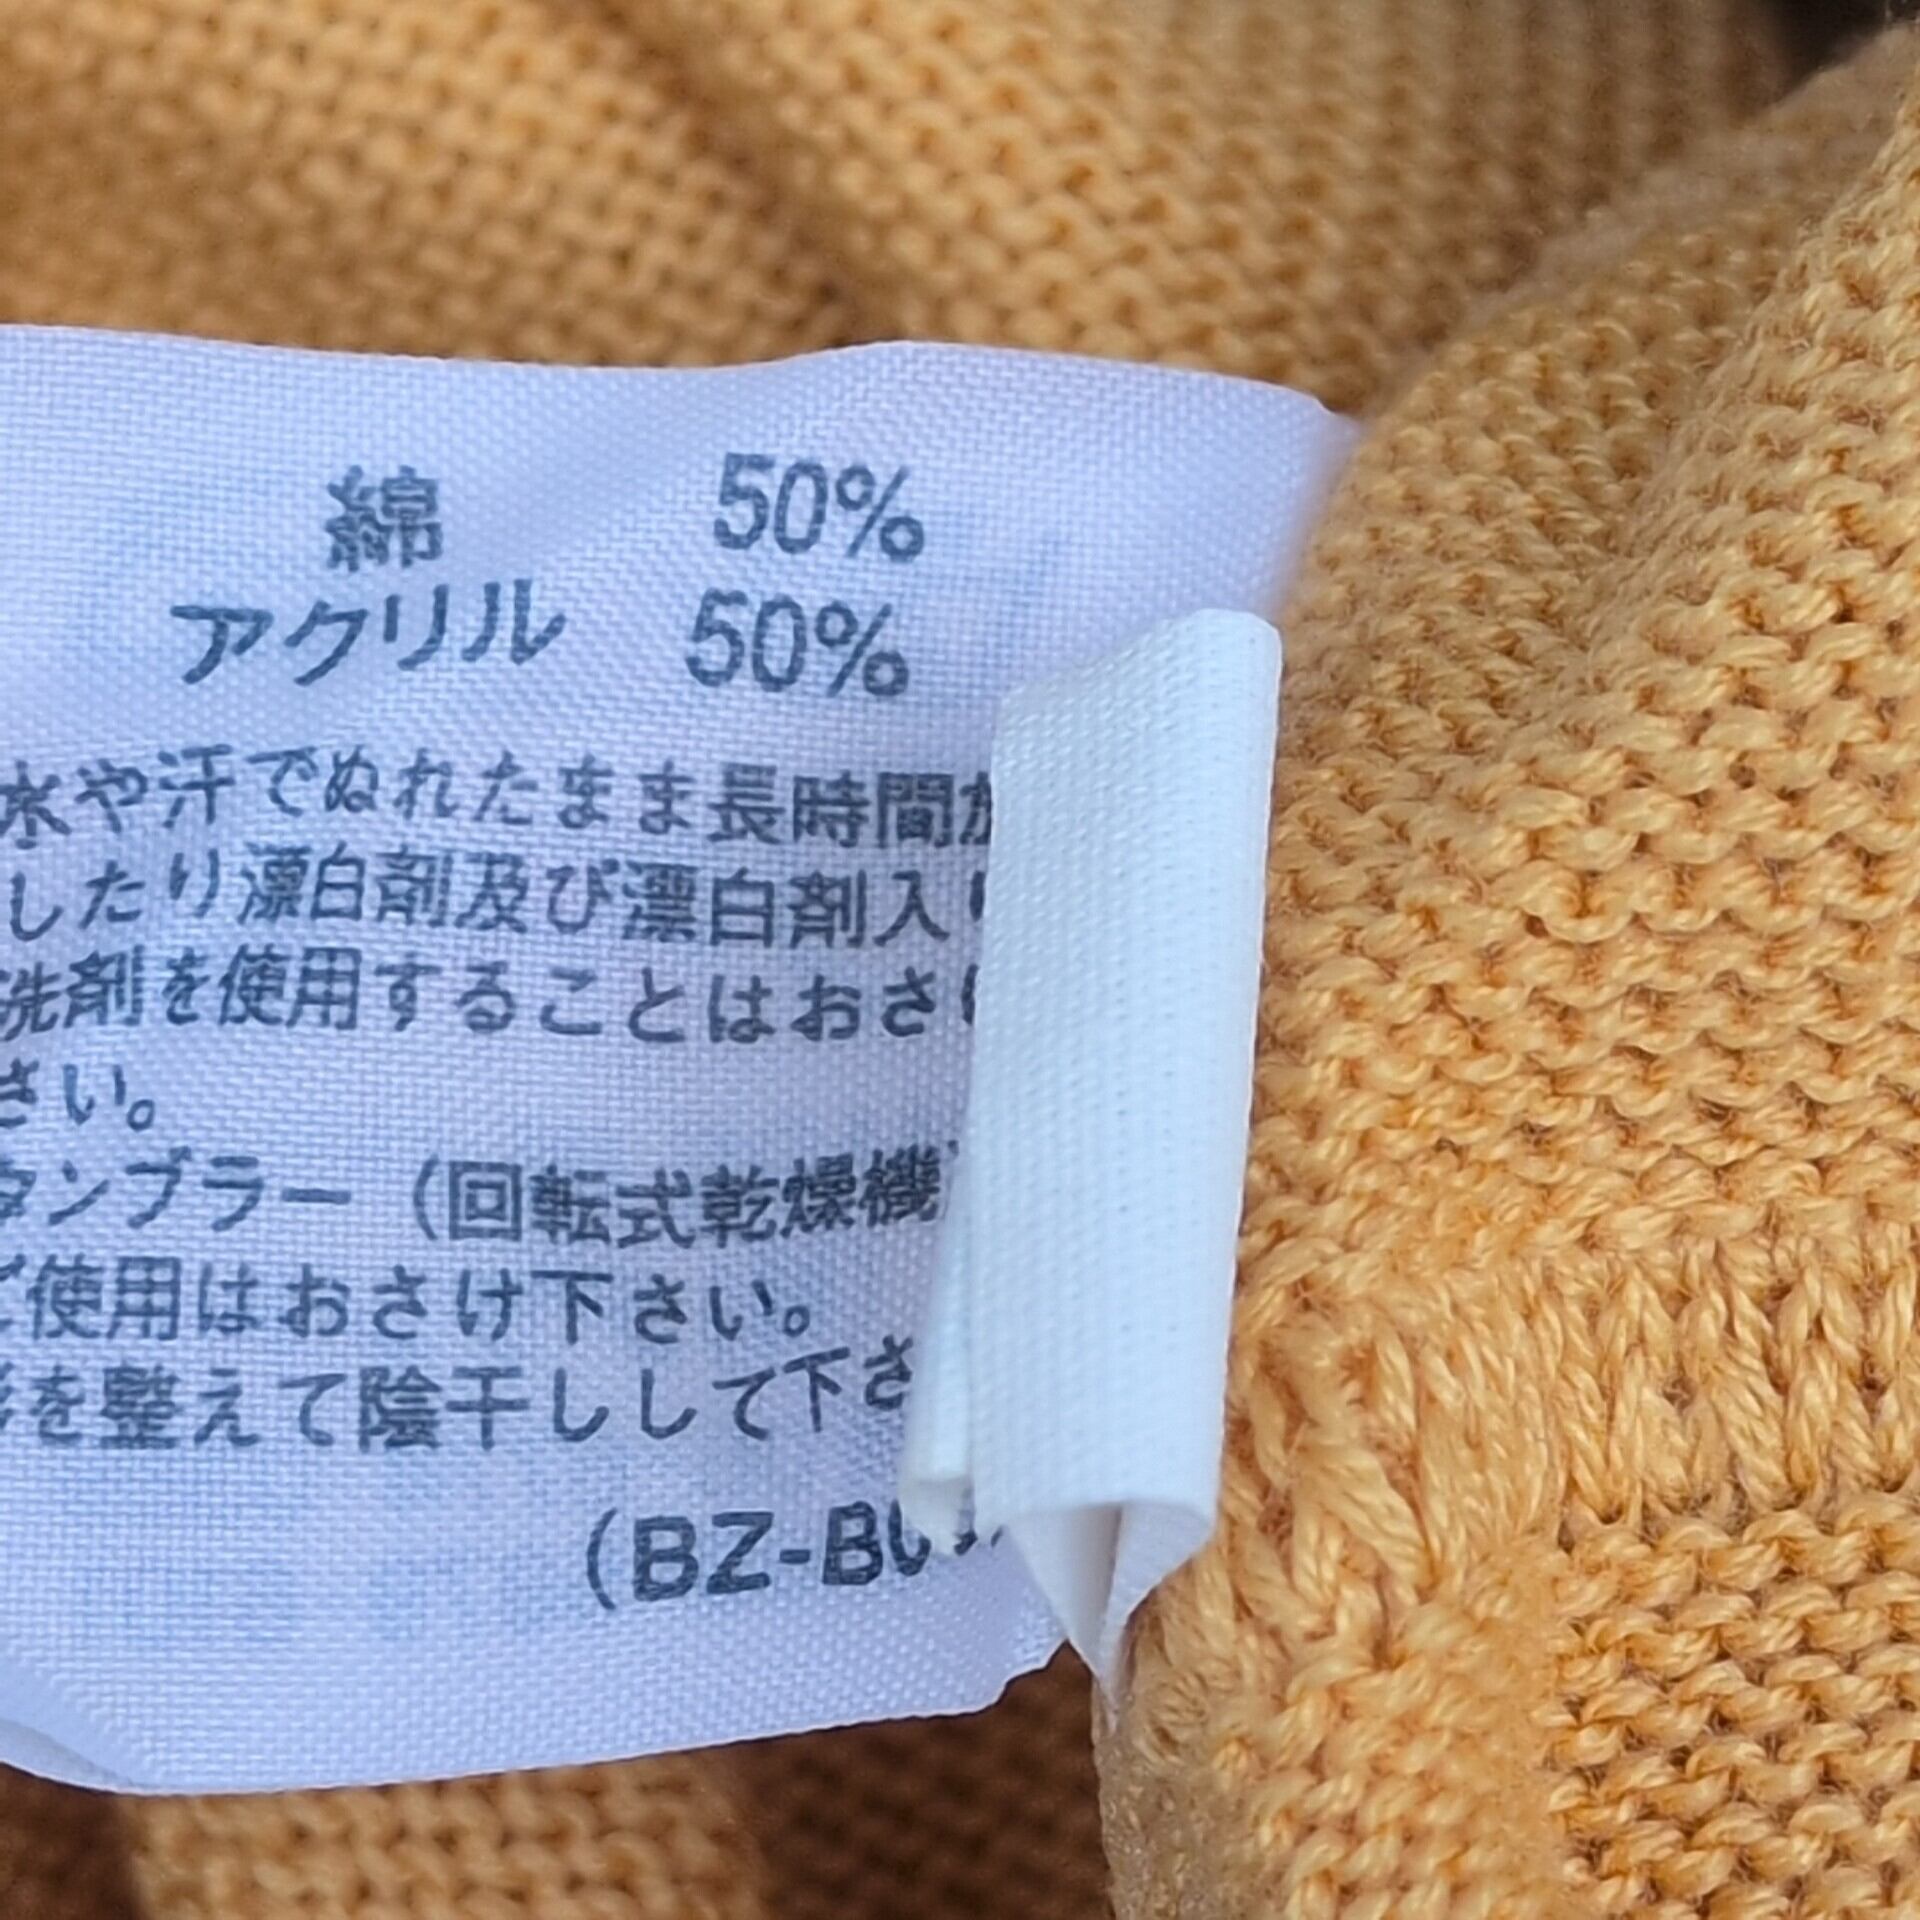 綿 50%
アクリル 50%
水や汗でぬれたまま長時間放
したり漂白剤及び漂白剤入り
洗剤を使用することはおさけ
さい。
タンブラー（回転式乾燥機）
ご使用はおさけ下さい。
形を整えて陰干しして下さ
(BZ-B